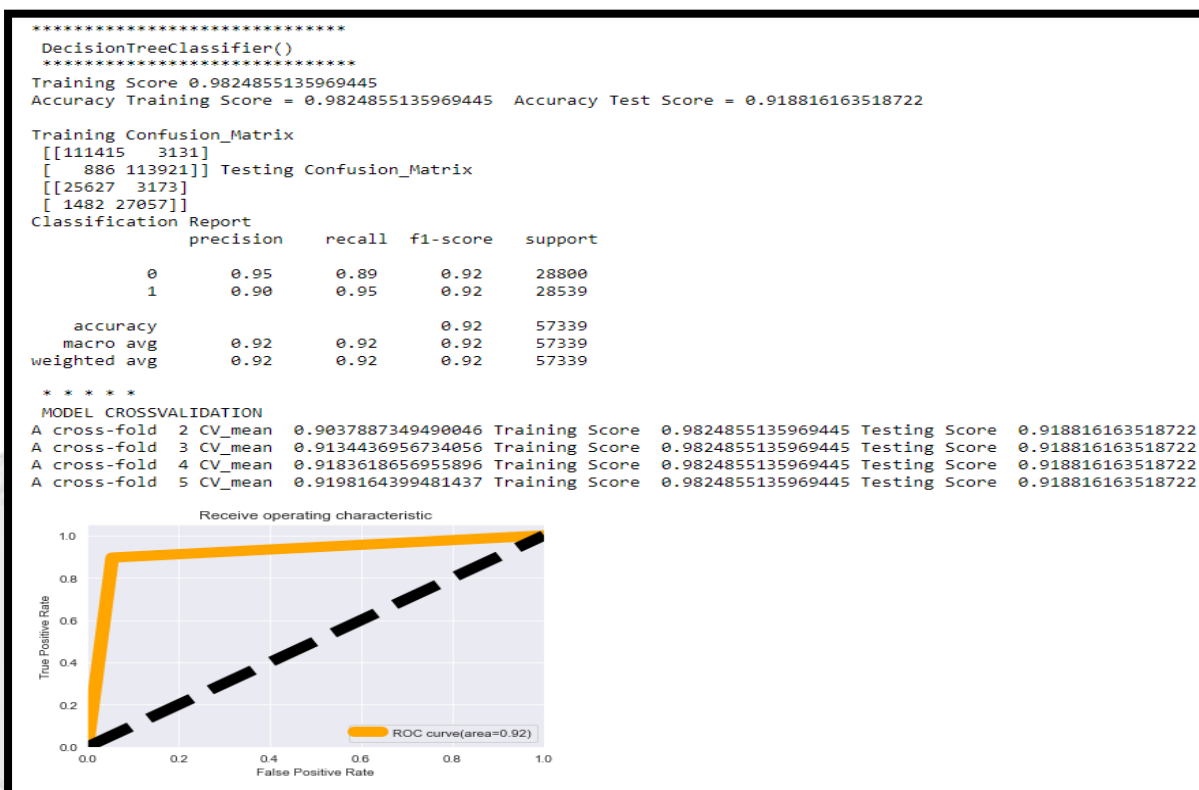 ******************************
DecisionTreeClassifier()
******************************
Training Score 0.9824855135969445
Accuracy Training Score = 0.9824855135969445  Accuracy Test Score = 0.918816163518722
Training Confusion_Matrix
[[111415   3131]
[   886 113921]] Testing Confusion_Matrix
[[25627  3173]
[ 1482 27057]]
Classification Report
precision    recall  f1-score   support
0       0.95      0.89      0.92     28800
1       0.90      0.95      0.92     28539
accuracy                           0.92     57339
macro avg       0.92      0.92      0.92     57339
weighted avg       0.92      0.92      0.92     57339
* * * * *
MODEL CROSSVALIDATION
A cross-fold  2 CV_mean  0.9037887349490046 Training Score  0.9824855135969445 Testing Score  0.918816163518722
A cross-fold  3 CV_mean  0.9134436956734056 Training Score  0.9824855135969445 Testing Score  0.918816163518722
A cross-fold  4 CV_mean  0.9183618656955896 Training Score  0.9824855135969445 Testing Score  0.918816163518722
A cross-fold  5 CV_mean  0.9198164399481437 Training Score  0.9824855135969445 Testing Score  0.918816163518722
Receive operating characteristic
1.0
0.8
0.6
0.4
0.2
0.0
True Positive Rate
ROC curve(area=0.92)
0.0 0.2 0.4 0.6 0.8 1.0
False Positive Rate